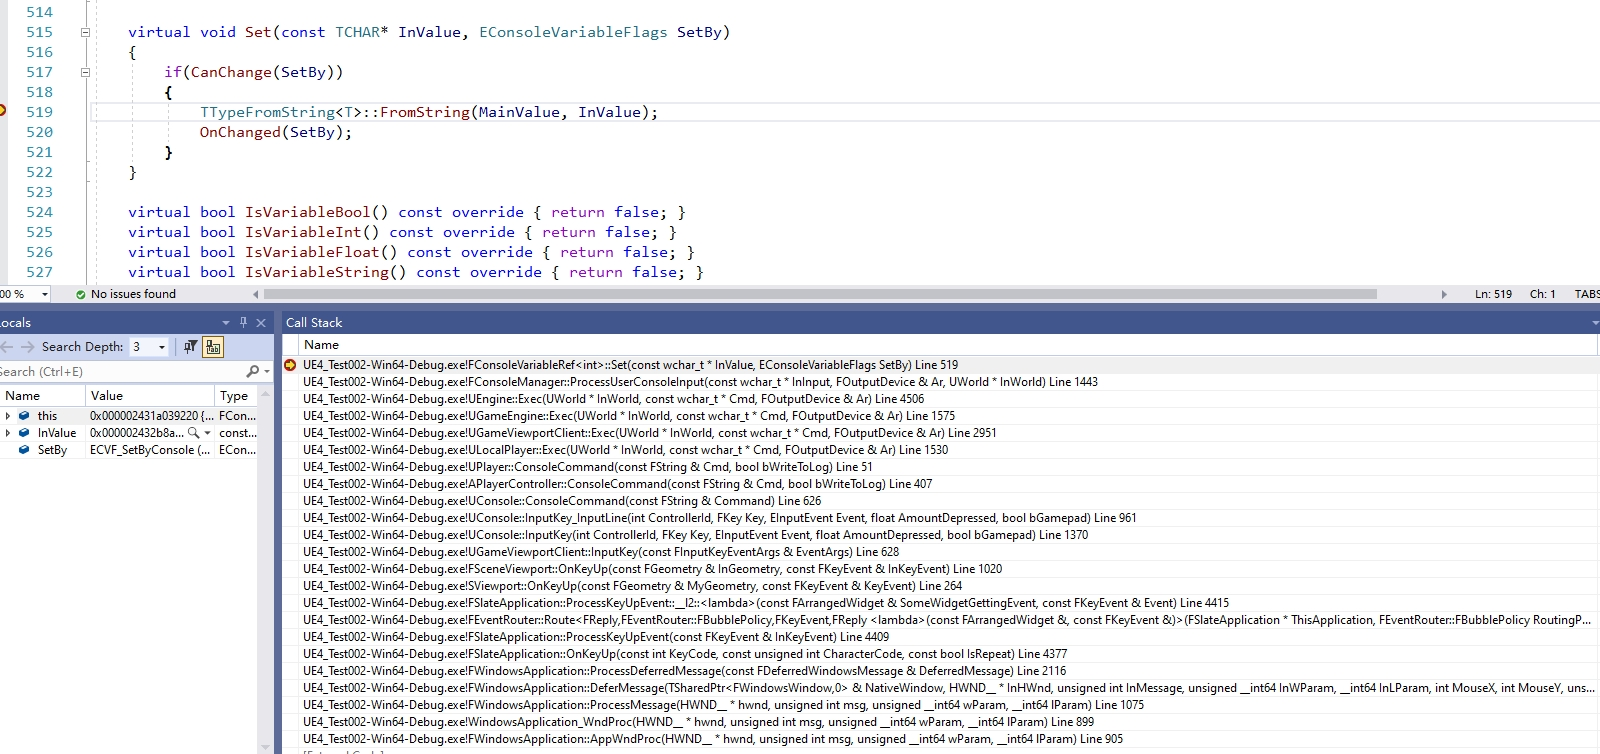 514
515 virtual void Set(const TCHAR* InValue, EConsoleVariableFlags SetBy)
516 {
517 if(CanChange(SetBy))
518 {
519 TTypeFromString<T>::FromString(MainValue, InValue);
520 OnChanged(SetBy);
521 }
522 }
523
524 virtual bool IsVariableBool() const override { return false; }
525 virtual bool IsVariableInt() const override { return false; }
526 virtual bool IsVariableFloat() const override { return false; }
527 virtual bool IsVariableString() const override { return false; }
00 % No issues found Ln: 519 Ch: 1 TABS
ocals
Search Depth: 3
earch (Ctrl+E)
Name Value Type
this 0x000002431a039220 {... FCon...
InValue 0x000002432b8a... const...
SetBy ECVF_SetByConsole (... ECon...
Call Stack
Name
UE4_Test002-Win64-Debug.exe!FConsoleVariableRef<int>::Set(const wchar_t * InValue, EConsoleVariableFlags SetBy) Line 519
UE4_Test002-Win64-Debug.exe!FConsoleManager::ProcessUserConsoleInput(const wchar_t * InInput, FOutputDevice & Ar, UWorld * InWorld) Line 1443
UE4_Test002-Win64-Debug.exe!UEngine::Exec(UWorld * InWorld, const wchar_t * Cmd, FOutputDevice & Ar) Line 4506
UE4_Test002-Win64-Debug.exe!UGameEngine::Exec(UWorld * InWorld, const wchar_t * Cmd, FOutputDevice & Ar) Line 1575
UE4_Test002-Win64-Debug.exe!UGameViewportClient::Exec(UWorld * InWorld, const wchar_t * Cmd, FOutputDevice & Ar) Line 2951
UE4_Test002-Win64-Debug.exe!ULocalPlayer::Exec(UWorld * InWorld, const wchar_t * Cmd, FOutputDevice & Ar) Line 1530
UE4_Test002-Win64-Debug.exe!UPlayer::ConsoleCommand(const FString & Cmd, bool bWriteToLog) Line 51
UE4_Test002-Win64-Debug.exe!APlayerController::ConsoleCommand(const FString & Cmd, bool bWriteToLog) Line 407
UE4_Test002-Win64-Debug.exe!UConsole::ConsoleCommand(const FString & Command) Line 626
UE4_Test002-Win64-Debug.exe!UConsole::InputKey_InputLine(int ControllerId, FKey Key, EInputEvent Event, float AmountDepressed, bool bGamepad) Line 961
UE4_Test002-Win64-Debug.exe!UConsole::InputKey(int ControllerId, FKey Key, EInputEvent Event, float AmountDepressed, bool bGamepad) Line 1370
UE4_Test002-Win64-Debug.exe!UGameViewportClient::InputKey(const FInputKeyEventArgs & EventArgs) Line 628
UE4_Test002-Win64-Debug.exe!FSceneViewport::OnKeyUp(const FGeometry & InGeometry, const FKeyEvent & InKeyEvent) Line 1020
UE4_Test002-Win64-Debug.exe!SViewport::OnKeyUp(const FGeometry & MyGeometry, const FKeyEvent & KeyEvent) Line 264
UE4_Test002-Win64-Debug.exe!FSlateApplication::ProcessKeyUpEvent::__l2::<lambda>(const FArrangedWidget & SomeWidgetGettingEvent, const FKeyEvent & Event) Line 4415
UE4_Test002-Win64-Debug.exe!FEventRouter::Route<FReply,FEventRouter::FBubblePolicy,FKeyEvent,FReply <lambda>(const FArrangedWidget &, const FKeyEvent &)>(FSlateApplication * ThisApplication, FEventRouter::FBubblePolicy RoutingP...
UE4_Test002-Win64-Debug.exe!FSlateApplication::ProcessKeyUpEvent(const FKeyEvent & InKeyEvent) Line 4409
UE4_Test002-Win64-Debug.exe!FSlateApplication::OnKeyUp(const int KeyCode, const unsigned int CharacterCode, const bool IsRepeat) Line 4377
UE4_Test002-Win64-Debug.exe!FWindowsApplication::ProcessDeferredMessage(const FDeferredWindowsMessage & DeferredMessage) Line 2116
UE4_Test002-Win64-Debug.exe!FWindowsApplication::DeferMessage(TSharedPtr<FWindowsWindow,0> & NativeWindow, HWND__ * InHWnd, unsigned int InMessage, unsigned __int64 InWParam, __int64 InLParam, int MouseX, int MouseY, uns...
UE4_Test002-Win64-Debug.exe!FWindowsApplication::ProcessMessage(HWND__ * hwnd, unsigned int msg, unsigned __int64 wParam, __int64 lParam) Line 1075
UE4_Test002-Win64-Debug.exe!WindowsApplication_WndProc(HWND__ * hwnd, unsigned int msg, unsigned __int64 wParam, __int64 lParam) Line 899
UE4_Test002-Win64-Debug.exe!FWindowsApplication::AppWndProc(HWND__ * hwnd, unsigned int msg, unsigned __int64 wParam, __int64 lParam) Line 905